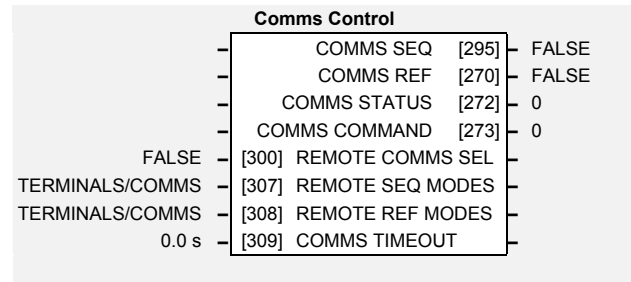 Comms Control
COMMS SEQ [295] FALSE
COMMS REF [270] FALSE
COMMS STATUS [272] 0
COMMS COMMAND [273] 0
FALSE [300] REMOTE COMMS SEL
TERMINALS/COMMS [307] REMOTE SEQ MODES
TERMINALS/COMMS [308] REMOTE REF MODES
0.0 s [309] COMMS TIMEOUT